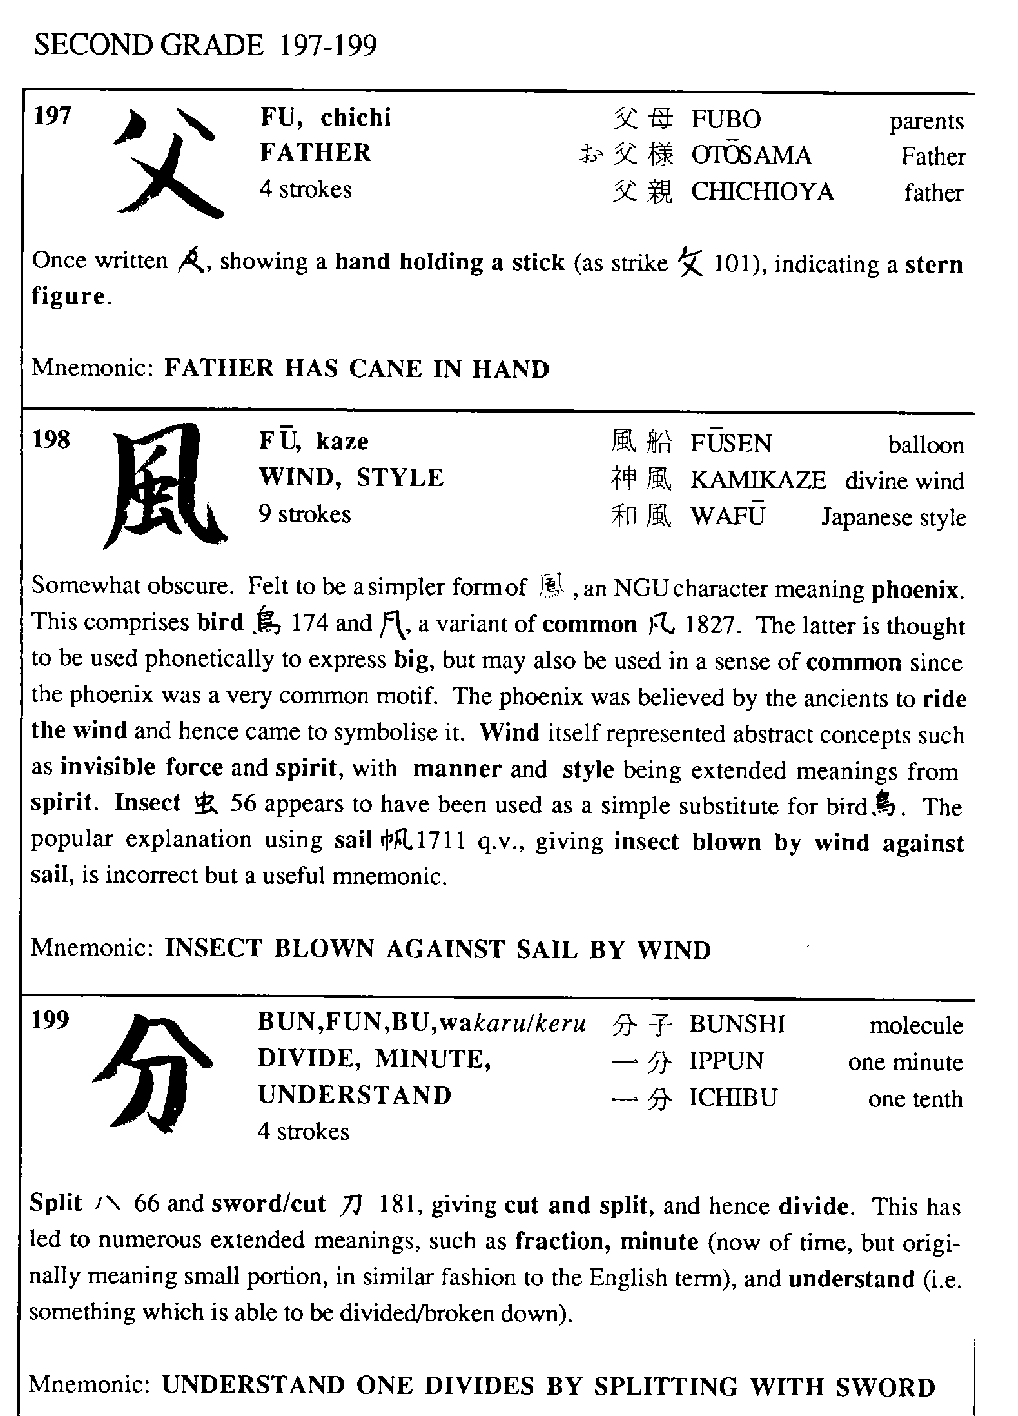 SECOND GRADE 197-199
197 父 FU, chichi 父母 FUBO parents
FATHER お父様 OTŌSAMA Father
4 strokes 父親 CHICHIOYA father
Once written , showing a hand holding a stick (as strike 攵 101), indicating a stern
figure.
Mnemonic: FATHER HAS CANE IN HAND
198 風 FŪ, kaze 風船 FŪSEN balloon
WIND, STYLE 神風 KAMIKAZE divine wind
9 strokes 和風 WAFŪ Japanese style
Somewhat obscure. Felt to be a simpler form of 鳳, an NGU character meaning phoenix.
This comprises bird 鳥 174 and 几, a variant of common 凡 1827. The latter is thought
to be used phonetically to express big, but may also be used in a sense of common since
the phoenix was a very common motif. The phoenix was believed by the ancients to ride
the wind and hence came to symbolise it. Wind itself represented abstract concepts such
as invisible force and spirit, with manner and style being extended meanings from
spirit. Insect 虫 56 appears to have been used as a simple substitute for bird 鳥. The
popular explanation using sail 帆 1711 q.v., giving insect blown by wind against
sail, is incorrect but a useful mnemonic.
Mnemonic: INSECT BLOWN AGAINST SAIL BY WIND
199 分 BUN,FUN,BU,wakaru/keru 分子 BUNSHI molecule
DIVIDE, MINUTE, 一分 IPPUN one minute
UNDERSTAND 一分 ICHIBU one tenth
4 strokes
Split 八 66 and sword/cut 刀 181, giving cut and split, and hence divide. This has
led to numerous extended meanings, such as fraction, minute (now of time, but origi-
nally meaning small portion, in similar fashion to the English term), and understand (i.e.
something which is able to be divided/broken down).
Mnemonic: UNDERSTAND ONE DIVIDES BY SPLITTING WITH SWORD